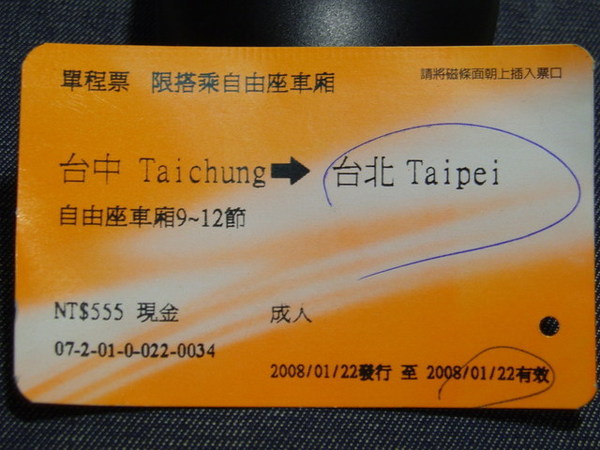 單程票 限搭乘自由座車廂
請將磁條面朝上插入票口
台中 Taichung➡台北 Taipei
自由座車廂9~12節
NT$555 現金 成人
07-2-01-0-022-0034
2008/01/22發行 至 2008/01/22有效